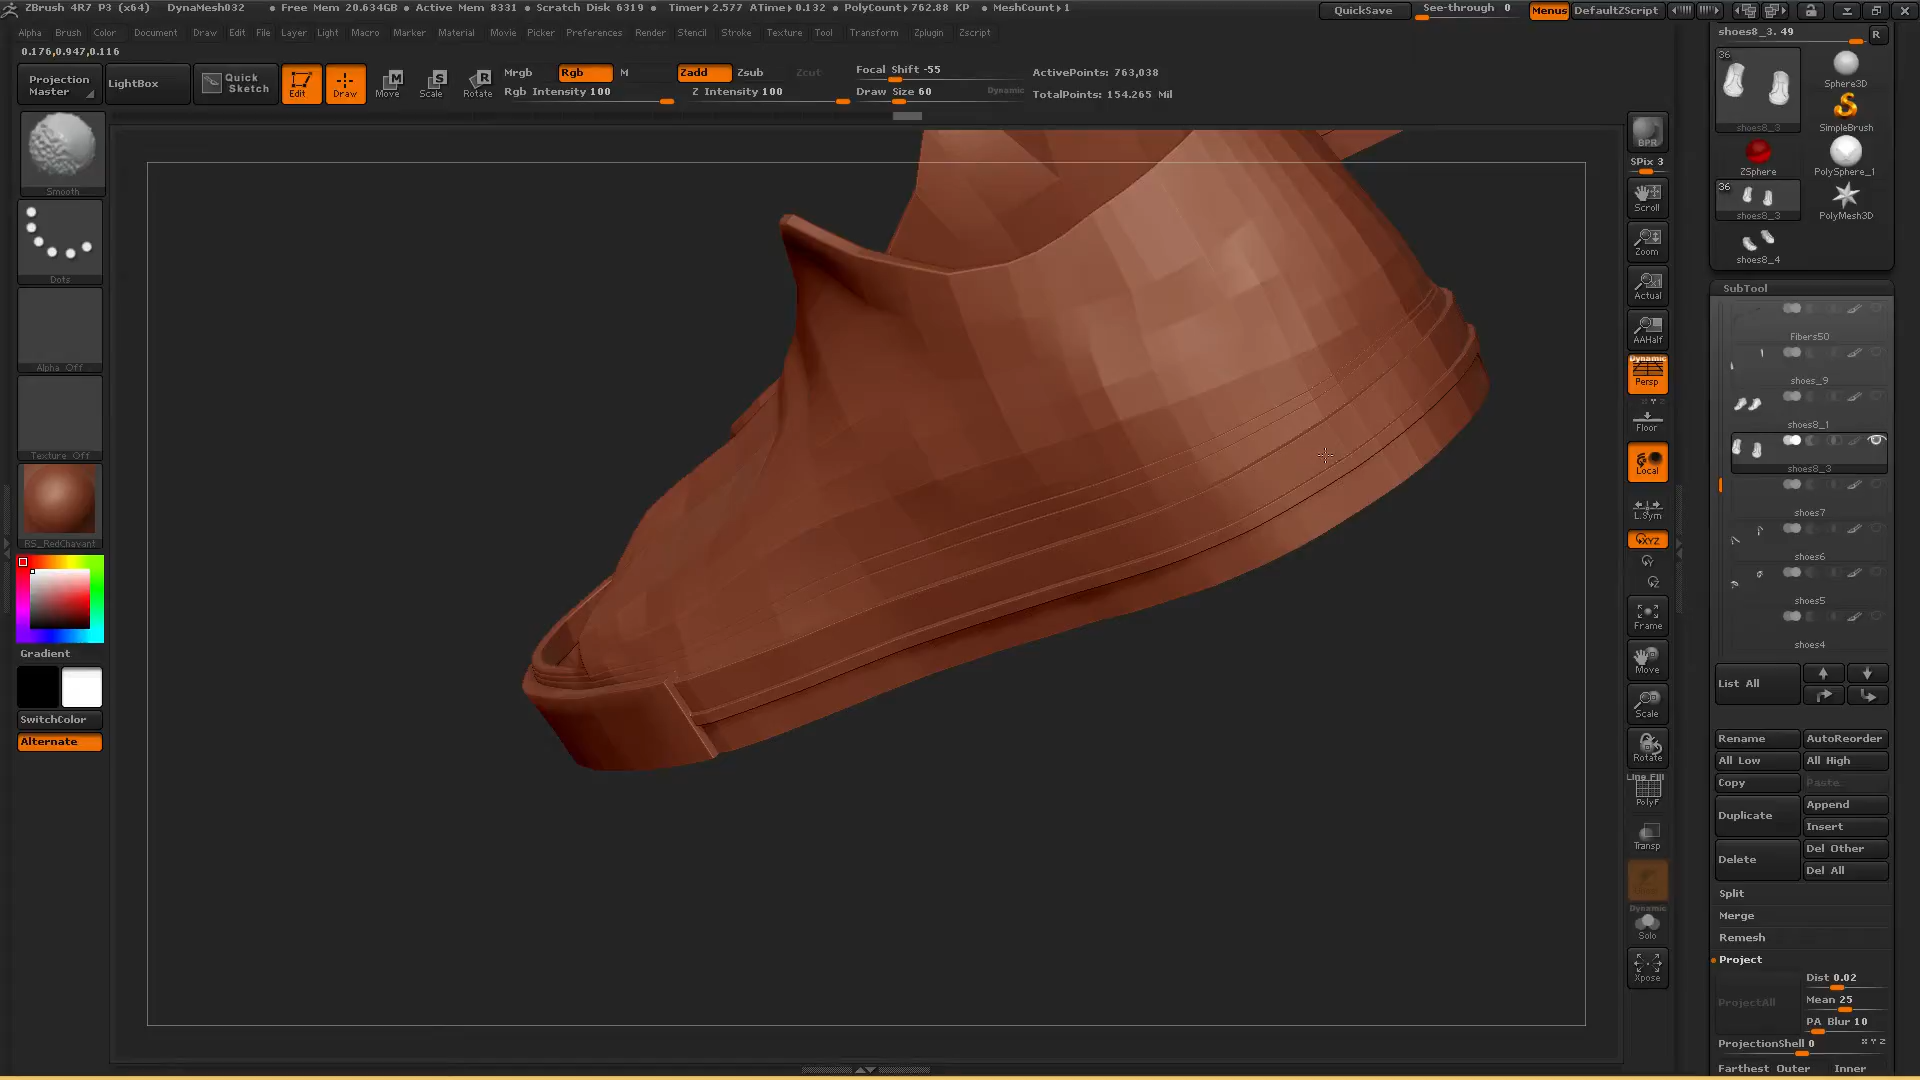 ZBrush 4R7 P3 (x64) DynaMesh032 • Free Mem 20.634GB • Active Mem 8331 • Scratch Disk 6319 • Timer▸2.577 ATime▸0.132 • PolyCount▸762.88 KP • MeshCount▸1
QuickSave See-through 0 Menus DefaultZScript
Alpha Brush Color Document Draw Edit File Layer Light Macro Marker Material Movie Picker Preferences Render Stencil Stroke Texture Tool Transform Zplugin Zscript
0.176,0.947,0.116
Projection Master
LightBox
Quick Sketch
Edit
Draw
Move
Scale
Rotate
Mrgb Rgb M
Rgb Intensity 100
Zadd Zsub Zcut
Z Intensity 100
Focal Shift -55
Draw Size 60 Dynamic
ActivePoints: 763,038
TotalPoints: 154.265 Mil
Smooth
Dots
Alpha Off
Texture Off
RS_RedChavant
Gradient
SwitchColor
Alternate
BPR
SPix 3
Scroll
Zoom
Actual
AAHalf
Dynamic
Persp
Floor
Local
L.Sym
XYZ
Y
Z
Frame
Move
Scale
Rotate
Line Fill
PolyF
Transp
Dynamic
Solo
Xpose
shoes8_3. 49 R
36
shoes8_3
Sphere3D
SimpleBrush
ZSphere
PolySphere_1
36
shoes8_3
PolyMesh3D
shoes8_4
SubTool
Fibers50
shoes_9
shoes8_1
shoes8_3
shoes7
shoes6
shoes5
shoes4
List All
Rename AutoReorder
All Low All High
Copy Paste
Duplicate Append
Insert
Delete Del Other
Del All
Split
Merge
Remesh
Project
ProjectAll Dist 0.02
Mean 25
PA Blur 10
ProjectionShell 0 X Y Z
Farthest Outer Inner